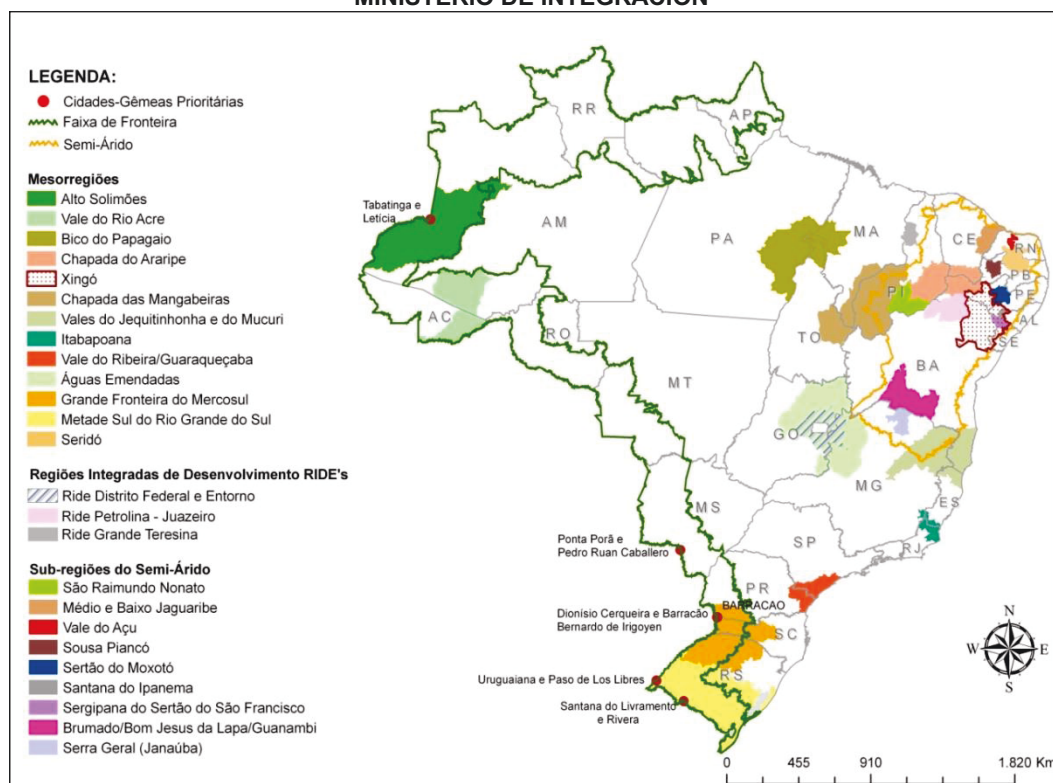 MINISTERIO DE INTEGRACIÓN
LEGENDA:
Cidades-Gêmeas Prioritárias
Faixa de Fronteira
Semi-Árido
Mesorregiões
Alto Solimões
Vale do Rio Acre
Bico do Papagaio
Chapada do Araripe
Xingó
Chapada das Mangabeiras
Vales do Jequitinhonha e do Mucuri
Itabapoana
Vale do Ribeira/Guaraqueçaba
Águas Emendadas
Grande Fronteira do Mercosul
Metade Sul do Rio Grande do Sul
Seridó
Regiões Integradas de Desenvolvimento RIDE's
Ride Distrito Federal e Entorno
Ride Petrolina - Juazeiro
Ride Grande Teresina
Sub-regiões do Semi-Árido
São Raimundo Nonato
Médio e Baixo Jaguaribe
Vale do Açu
Sousa Piancó
Sertão do Moxotó
Santana do Ipanema
Sergipana do Sertão do São Francisco
Brumado/Bom Jesus da Lapa/Guanambi
Serra Geral (Janaúba)
RR
AP
Tabatinga e
Letícia
AM
PA
MA
CE
RN
PB
PE
AL
SE
PI
AC
RO
TO
BA
MT
GO
MG
ES
MS
SP
RJ
Ponta Porã e
Pedro Ruan Caballero
PR
BARRACAO
Dionísio Cerqueira e Barracão
Bernardo de Irigoyen
SC
RS
Uruguaiana e Paso de Los Libres
Santana do Livramento
e Rivera
N
W
E
S
0 455 910 1.820 Km